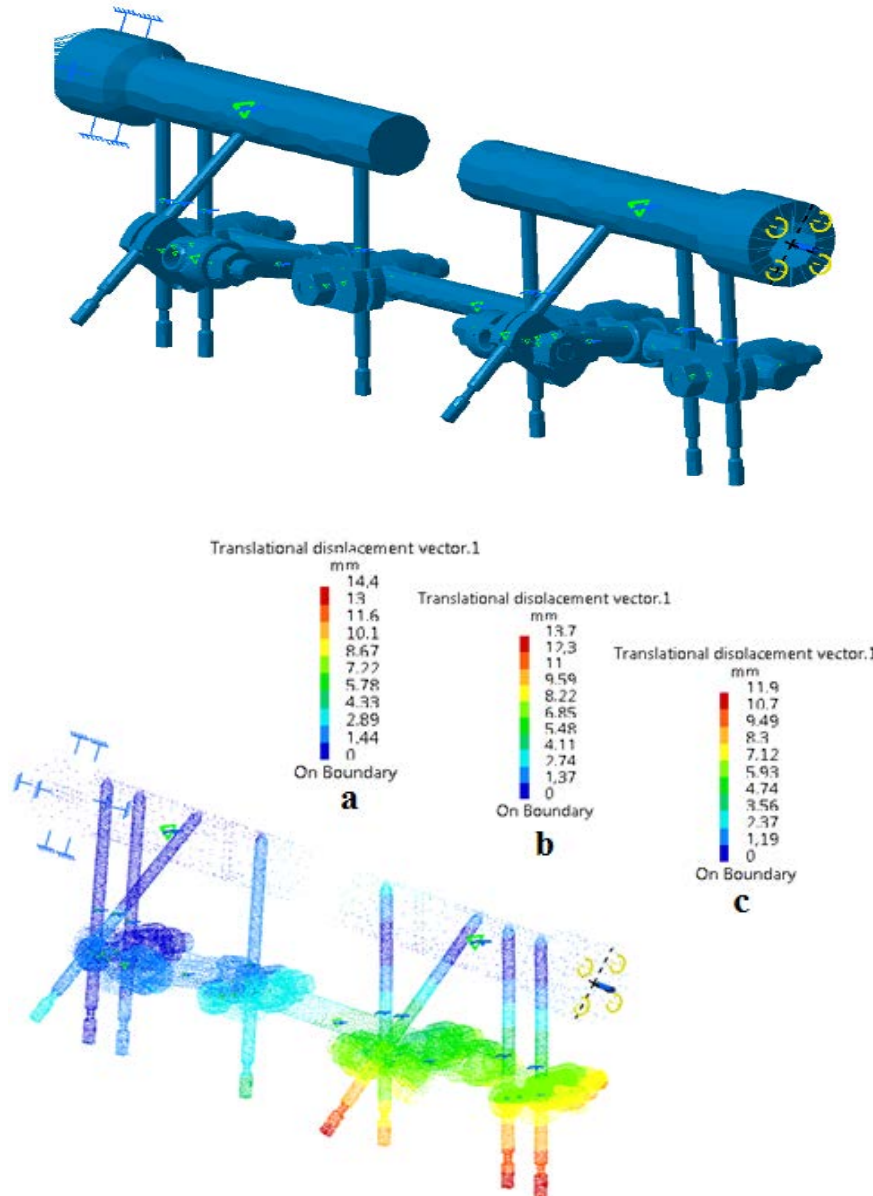 Translational displacement vector.1
mm
14,4
13
11.6
10.1
8.67
7.22
5.78
4.33
2.89
1,44
0
On Boundary
a
Translational displacement vector.1
mm
13.7
12,3
11
9.59
8.22
6.85
5.48
4.11
2.74
1,37
0
On Boundary
b
Translational displacement vector.1
mm
11.9
10.7
9.49
8.3
7.12
5.93
4.74
3.56
2.37
1,19
0
On Boundary
c